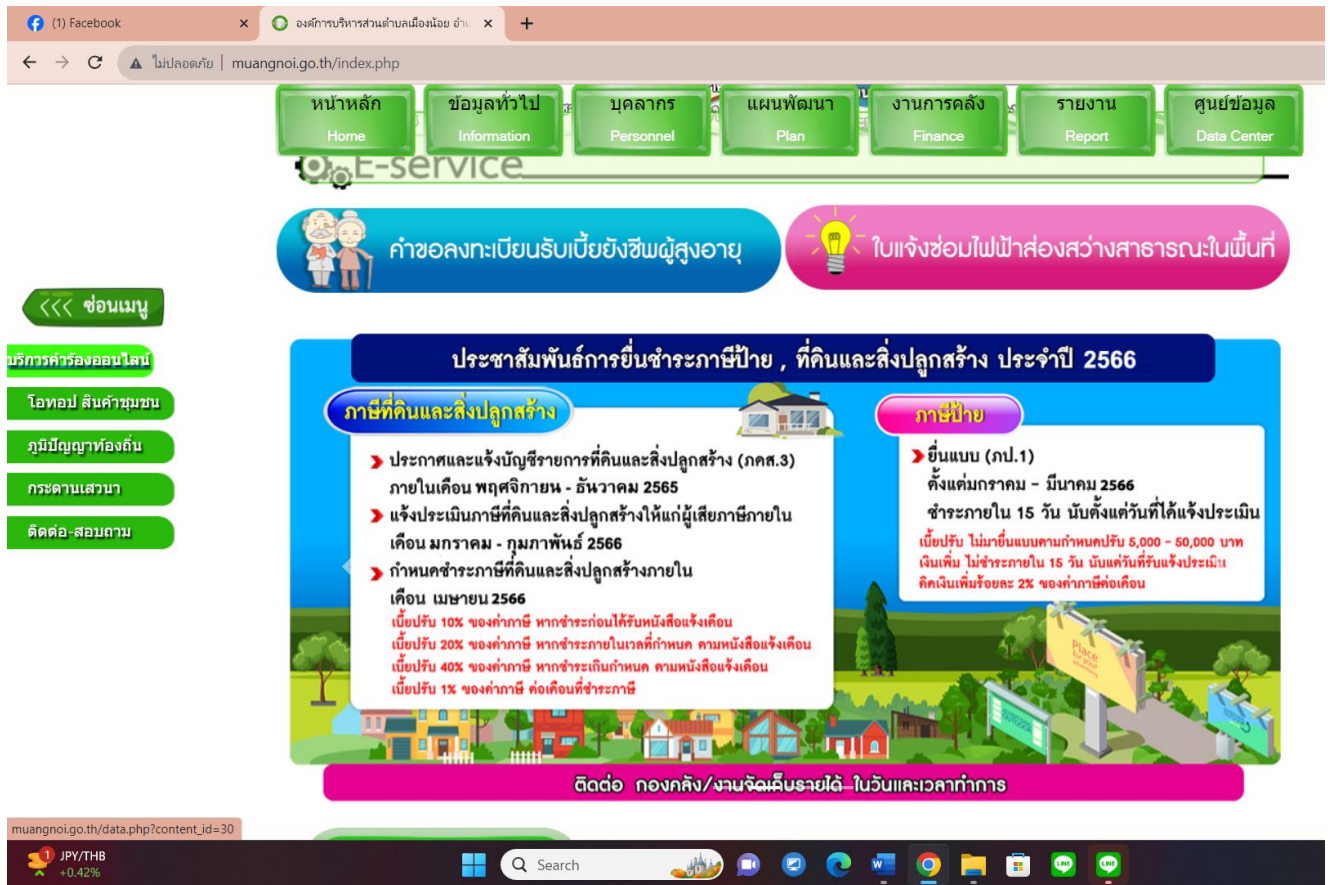 (1) Facebook
องค์การบริหารส่วนตำบลเมืองน้อย อำเ
ไม่ปลอดภัย | muangnoi.go.th/index.php
หน้าหลัก ข้อมูลทั่วไป บุคลากร แผนพัฒนา งานการคลัง รายงาน ศูนย์ข้อมูล
Home Information Personnel Plan Finance Report Data Center
E-service
คำขอลงทะเบียนรับเบี้ยยังชีพผู้สูงอายุ
ใบแจ้งซ่อมไฟฟ้าส่องสว่างสาธารณะในพื้นที่
<<< ซ่อนเมนู
บริการคำร้องออนไลน์
โอทอป สินค้าชุมชน
ภูมิปัญญาท้องถิ่น
กระดานเสวนา
ติดต่อ-สอบถาม
ประชาสัมพันธ์การยื่นชำระภาษีป้าย , ที่ดินและสิ่งปลูกสร้าง ประจำปี 2566
ภาษีที่ดินและสิ่งปลูกสร้าง
ประกาศและแจ้งบัญชีรายการที่ดินและสิ่งปลูกสร้าง (ภดส.3)
ภายในเดือน พฤศจิกายน - ธันวาคม 2565
แจ้งประเมินภาษีที่ดินและสิ่งปลูกสร้างให้แก่ผู้เสียภาษีภายใน
เดือน มกราคม - กุมภาพันธ์ 2566
กำหนดชำระภาษีที่ดินและสิ่งปลูกสร้างภายใน
เดือน เมษายน 2566
เบี้ยปรับ 10% ของค่าภาษี หากชำระก่อนได้รับหนังสือแจ้งเตือน
เบี้ยปรับ 20% ของค่าภาษี หากชำระภายในเวลที่กำหนด ตามหนังสือแจ้งเตือน
เบี้ยปรับ 40% ของค่าภาษี หากชำระเกินกำหนด ตามหนังสือแจ้งเตือน
เบี้ยปรับ 1% ของค่าภาษี ต่อเดือนที่ชำระภาษี
ภาษีป้าย
ยื่นแบบ (ภป.1)
ตั้งแต่มกราคม - มีนาคม 2566
ชำระภายใน 15 วัน นับตั้งแต่วันที่ได้แจ้งประเมิน
เบี้ยปรับ ไม่มายื่นแบบตามกำหนดปรับ 5,000 - 50,000 บาท
เงินเพิ่ม ไม่ชำระภายใน 15 วัน นับแต่วันที่รับแจ้งประเมิน
คิดเงินเพิ่มร้อยละ 2% ของค่าภาษีต่อเดือน
Place
for your
advertising
OUTDOOR
ติดต่อ กองคลัง/งานจัดเก็บรายได้ ในวันและเวลาทำการ
muangnoi.go.th/data.php?content_id=30
1
JPY/THB
+0.42%
Search